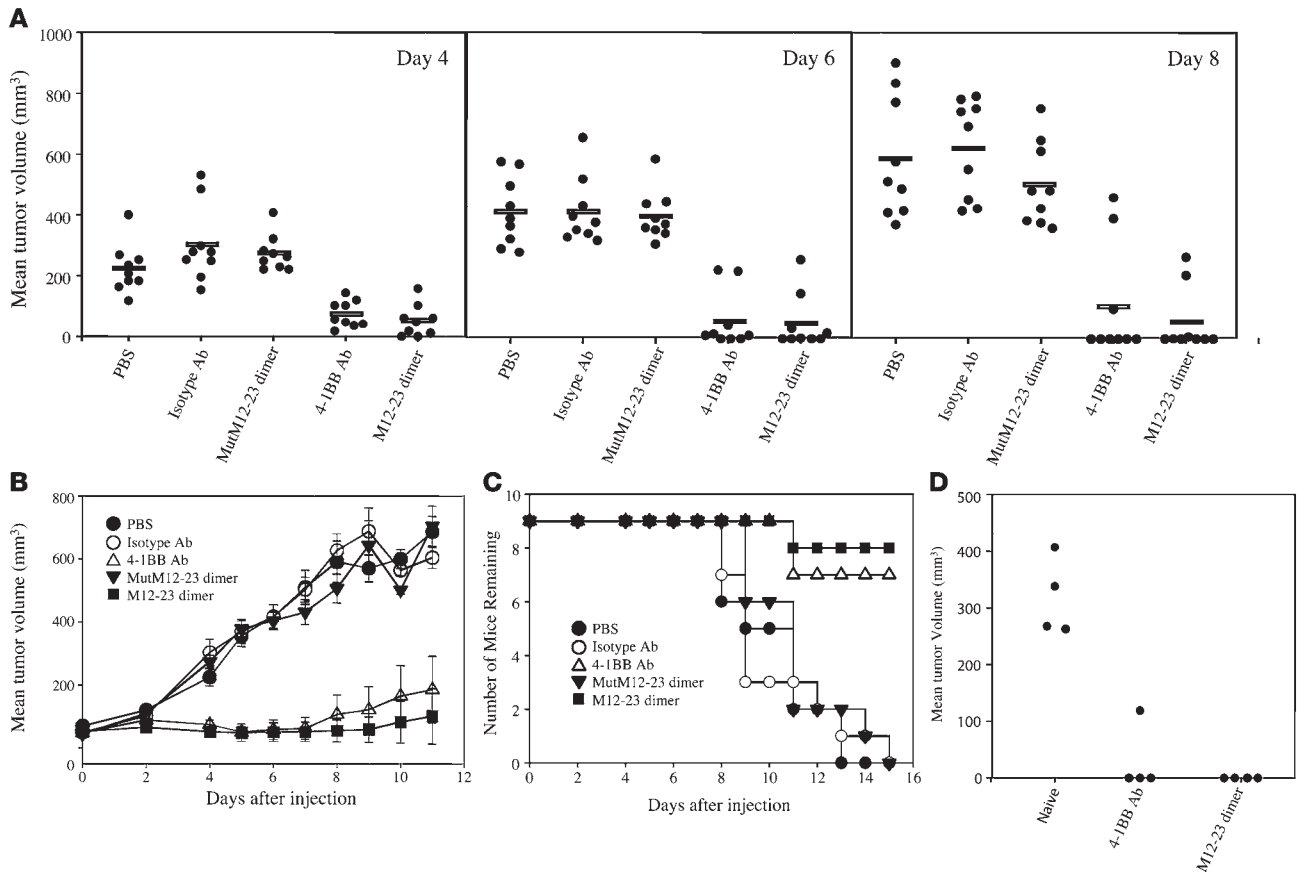 A
Mean tumor volume (mm³)
1000
800
600
400
200
0
Day 4
Day 6
Day 8
PBS
Isotype Ab
MutM12-23 dimer
4-1BB Ab
M12-23 dimer
PBS
Isotype Ab
MutM12-23 dimer
4-1BB Ab
M12-23 dimer
PBS
Isotype Ab
MutM12-23 dimer
4-1BB Ab
M12-23 dimer
B
Mean tumor volume (mm³)
800
600
400
200
0
PBS
Isotype Ab
4-1BB Ab
MutM12-23 dimer
M12-23 dimer
0 2 4 6 8 10 12
Days after injection
C
Number of Mice Remaining
10
8
6
4
2
0
PBS
Isotype Ab
4-1BB Ab
MutM12-23 dimer
M12-23 dimer
0 2 4 6 8 10 12 14 16
Days after injection
D
Mean tumor Volume (mm³)
500
400
300
200
100
0
Naive
4-1BB Ab
M12-23 dimer